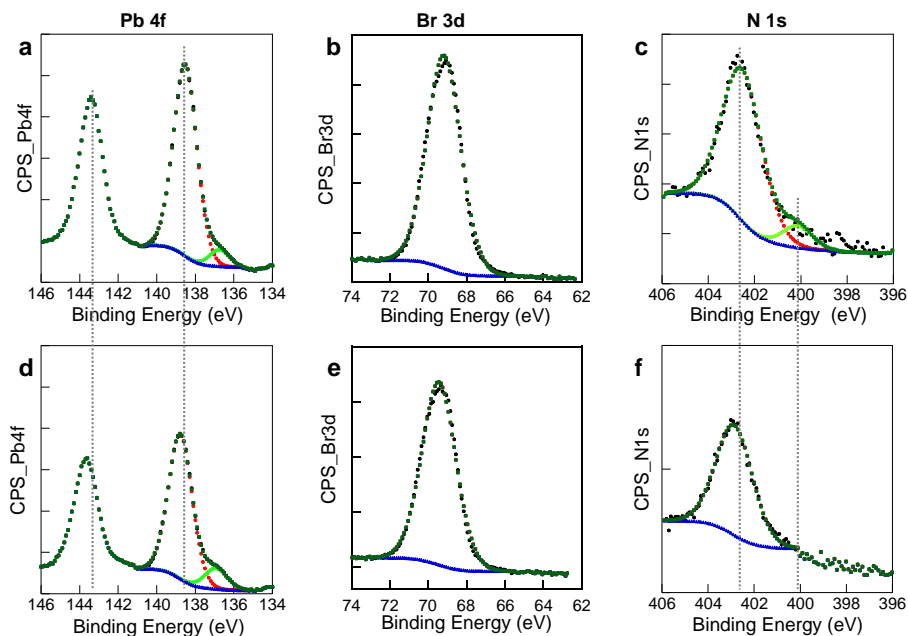 Pb 4f Br 3d N 1s
a b c
CPS_Pb4f CPS_Br3d CPS_N1s
146 144 142 140 138 136 134 74 72 70 68 66 64 62 406 404 402 400 398 396
Binding Energy (eV) Binding Energy (eV) Binding Energy (eV)
d e f
CPS_Pb4f CPS_Br3d CPS_N1s
146 144 142 140 138 136 134 74 72 70 68 66 64 62 406 404 402 400 398 396
Binding Energy (eV) Binding Energy (eV) Binding Energy (eV)